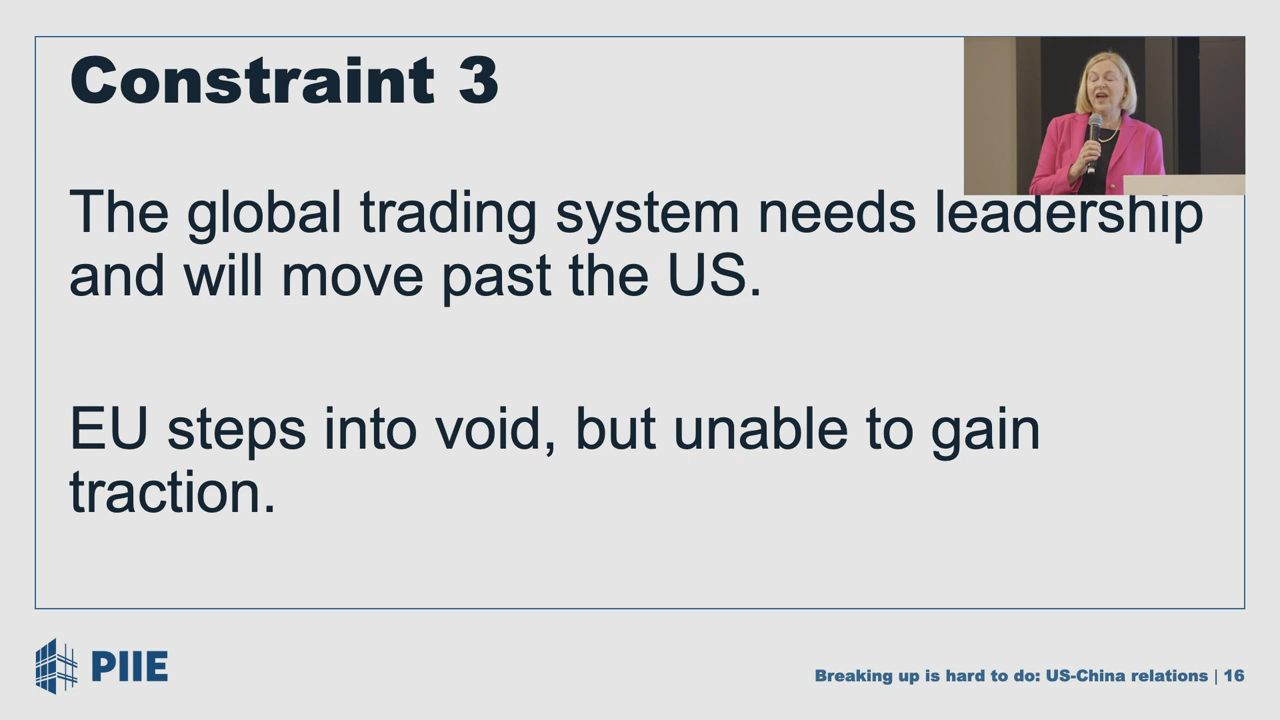 Constraint 3
The global trading system needs leadership
and will move past the US.
EU steps into void, but unable to gain
traction.
PIIE
Breaking up is hard to do: US-China relations | 16